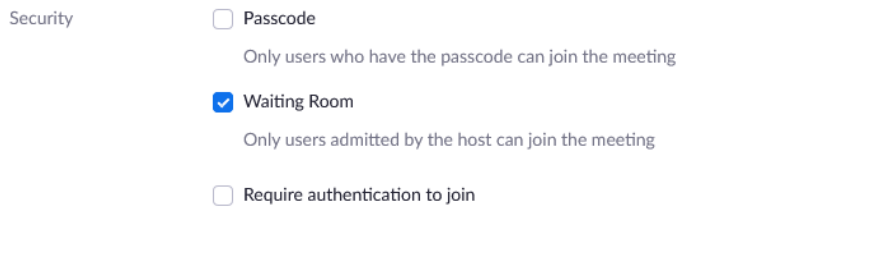 Security
Passcode
Only users who have the passcode can join the meeting
Waiting Room
Only users admitted by the host can join the meeting
Require authentication to join